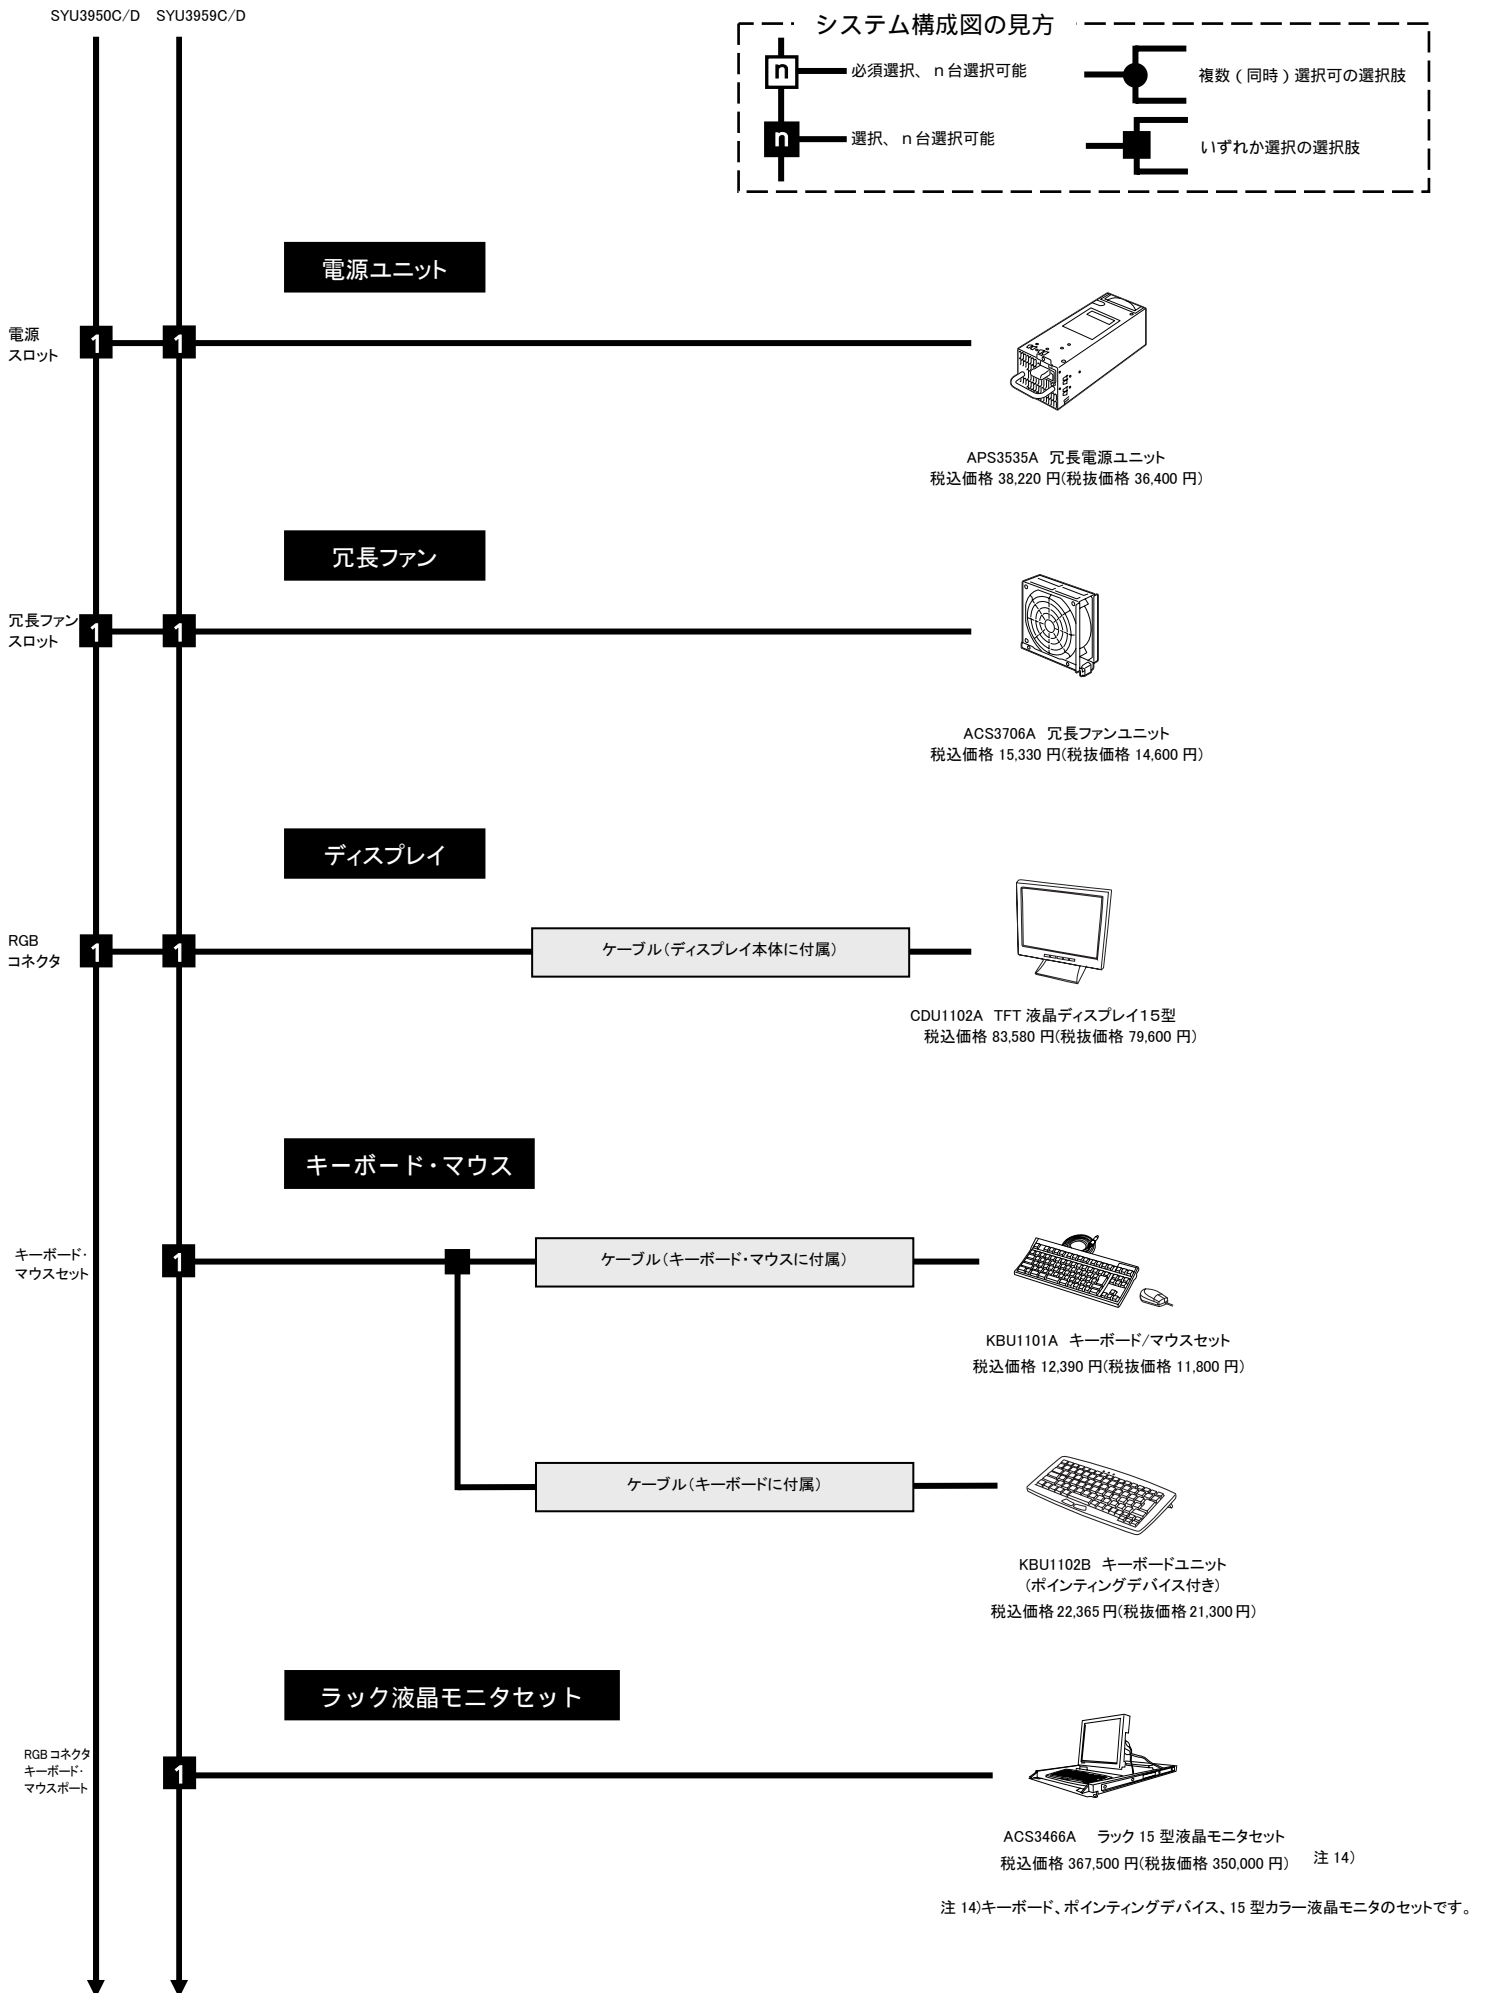 SYU3950C/D SYU3959C/D
システム構成図の見方
n 必須選択、n台選択可能
複数(同時)選択可の選択肢
n 選択、n台選択可能
いずれか選択の選択肢
電源ユニット
電源
スロット
1 1
APS3535A 冗長電源ユニット
税込価格 38,220 円(税抜価格 36,400 円)
冗長ファン
冗長ファン
スロット
1 1
ACS3706A 冗長ファンユニット
税込価格 15,330 円(税抜価格 14,600 円)
ディスプレイ
RGB
コネクタ
1 1
ケーブル(ディスプレイ本体に付属)
CDU1102A TFT 液晶ディスプレイ15型
税込価格 83,580 円(税抜価格 79,600 円)
キーボード・マウス
キーボード・
マウスセット
1
ケーブル(キーボード・マウスに付属)
KBU1101A キーボード/マウスセット
税込価格 12,390 円(税抜価格 11,800 円)
ケーブル(キーボードに付属)
KBU1102B キーボードユニット
(ポインティングデバイス付き)
税込価格 22,365 円(税抜価格 21,300 円)
ラック液晶モニタセット
RGB コネクタ
キーボード・
マウスポート
1
ACS3466A ラック 15 型液晶モニタセット
税込価格 367,500 円(税抜価格 350,000 円) 注 14)
注 14)キーボード、ポインティングデバイス、15 型カラー液晶モニタのセットです。